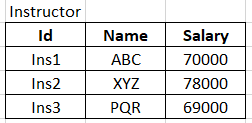 Instructor
Id Name Salary
Ins1 ABC 70000
Ins2 XYZ 78000
Ins3 PQR 69000